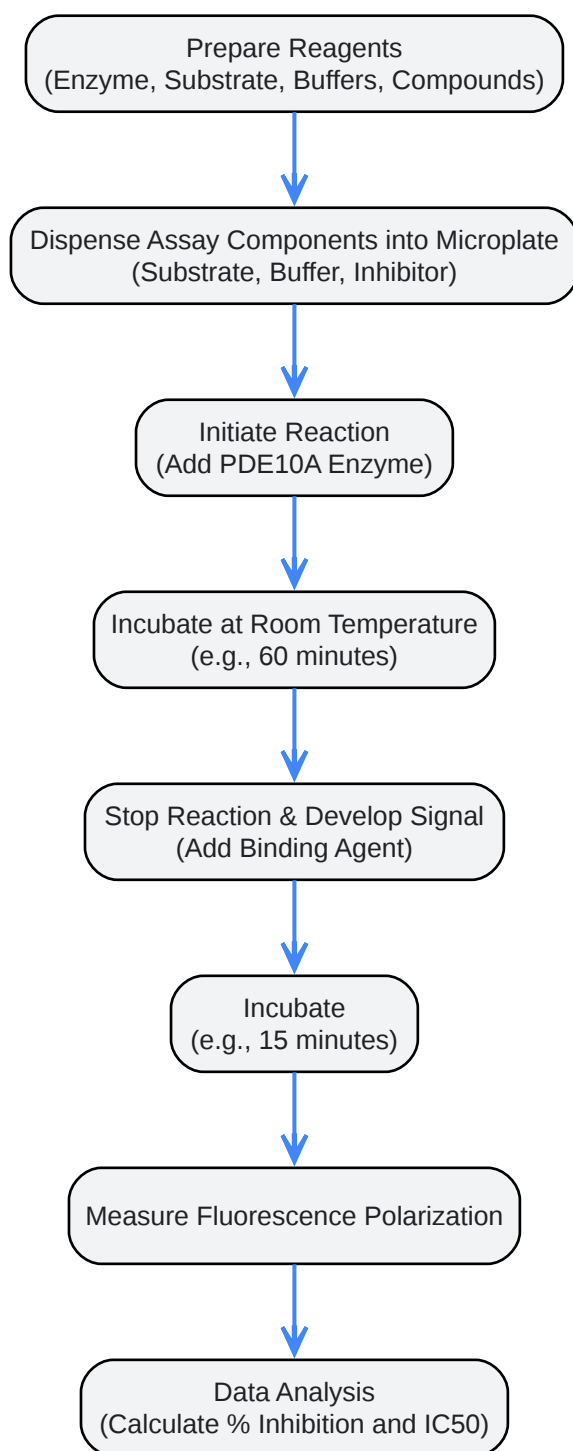 Prepare Reagents
(Enzyme, Substrate, Buffers, Compounds)
Dispense Assay Components into Microplate
(Substrate, Buffer, Inhibitor)
Initiate Reaction
(Add PDE10A Enzyme)
Incubate at Room Temperature
(e.g., 60 minutes)
Stop Reaction & Develop Signal
(Add Binding Agent)
Incubate
(e.g., 15 minutes)
Measure Fluorescence Polarization
Data Analysis
(Calculate % Inhibition and IC50)